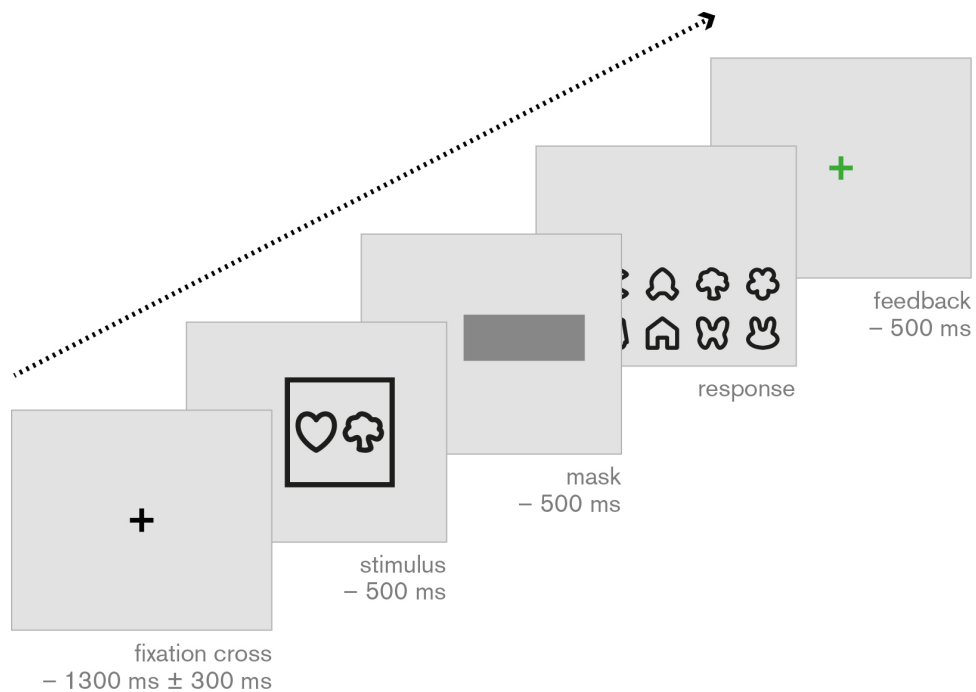 fixation cross
– 1300 ms ± 300 ms
stimulus
– 500 ms
mask
– 500 ms
response
feedback
– 500 ms